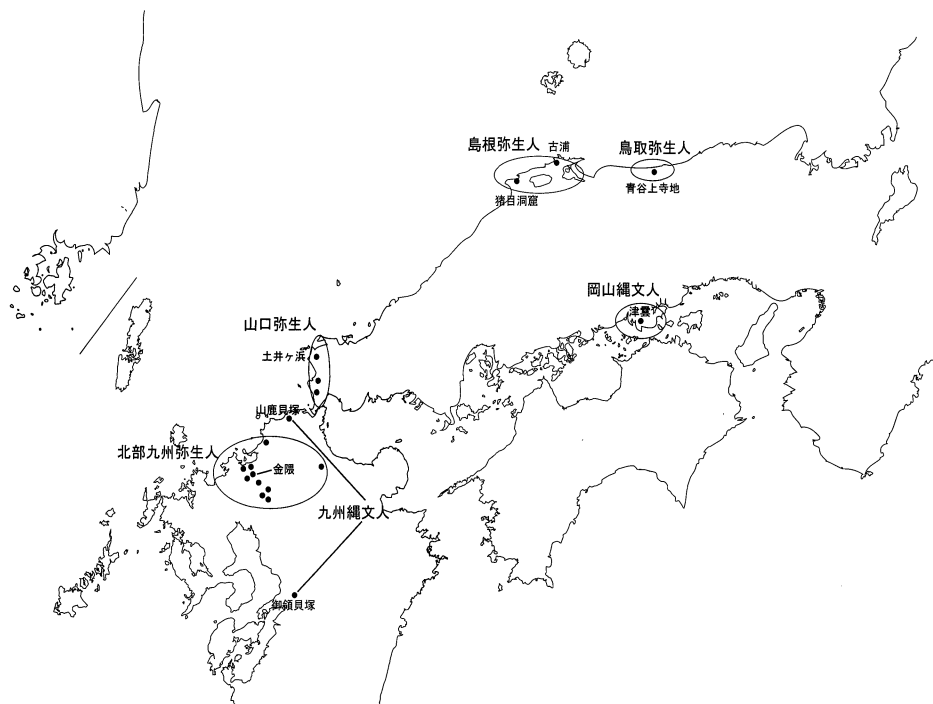 島根弥生人
古浦
鳥取弥生人
猪目洞窟
青谷上寺地
岡山縄文人
津雲
山口弥生人
土井ヶ浜
山鹿貝塚
北部九州弥生人
金隈
九州縄文人
御領貝塚